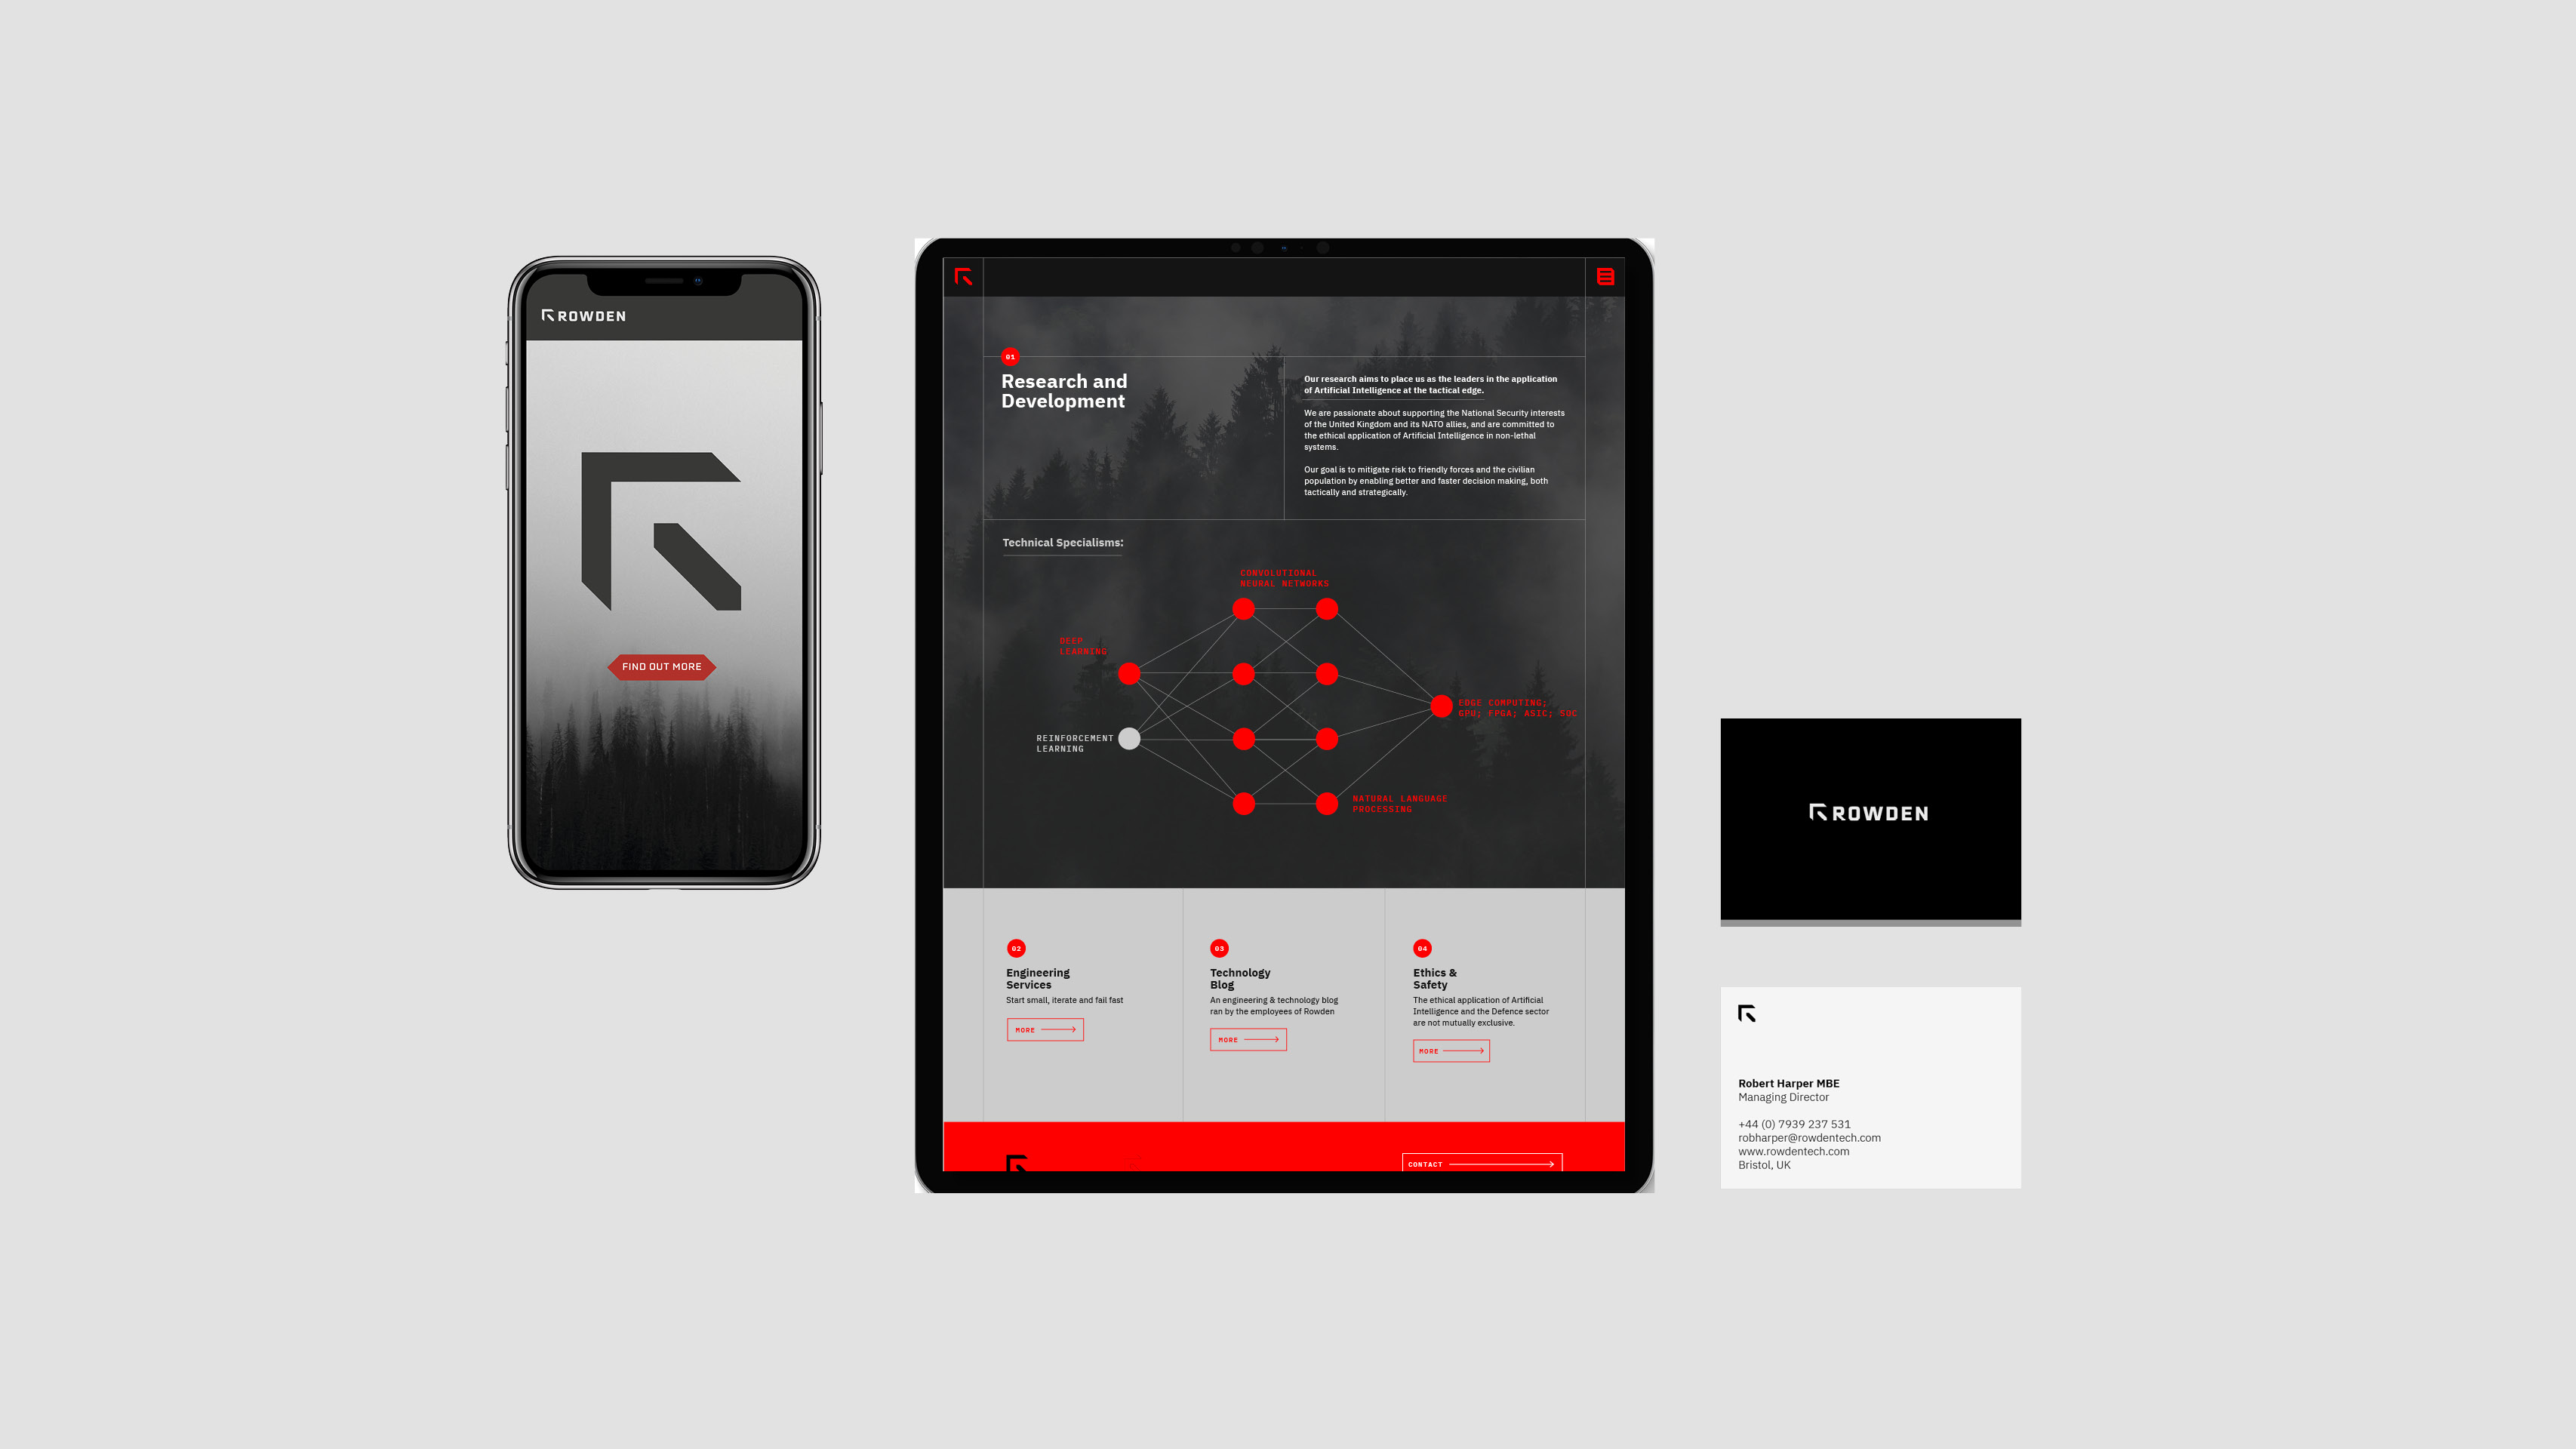 ROWDEN
FIND OUT MORE
01
Research and
Development
Our research aims to place us as the leaders in the application
of Artificial Intelligence at the tactical edge.
We are passionate about supporting the National Security interests
of the United Kingdom and its NATO allies, and are committed to
the ethical application of Artificial Intelligence in non-lethal
systems.
Our goal is to mitigate risk to friendly forces and the civilian
population by enabling better and faster decision making, both
tactically and strategically.
Technical Specialisms:
CONVOLUTIONAL
NEURAL NETWORKS
DEEP
LEARNING
EDGE COMPUTING;
GPU; FPGA; ASIC; SOC
REINFORCEMENT
LEARNING
NATURAL LANGUAGE
PROCESSING
02
Engineering
Services
Start small, iterate and fail fast
MORE
03
Technology
Blog
An engineering & technology blog
ran by the employees of Rowden
MORE
04
Ethics &
Safety
The ethical application of Artificial
Intelligence and the Defence sector
are not mutually exclusive.
MORE
CONTACT
ROWDEN
Robert Harper MBE
Managing Director
+44 (0) 7939 237 531
robharper@rowdentech.com
www.rowdentech.com
Bristol, UK